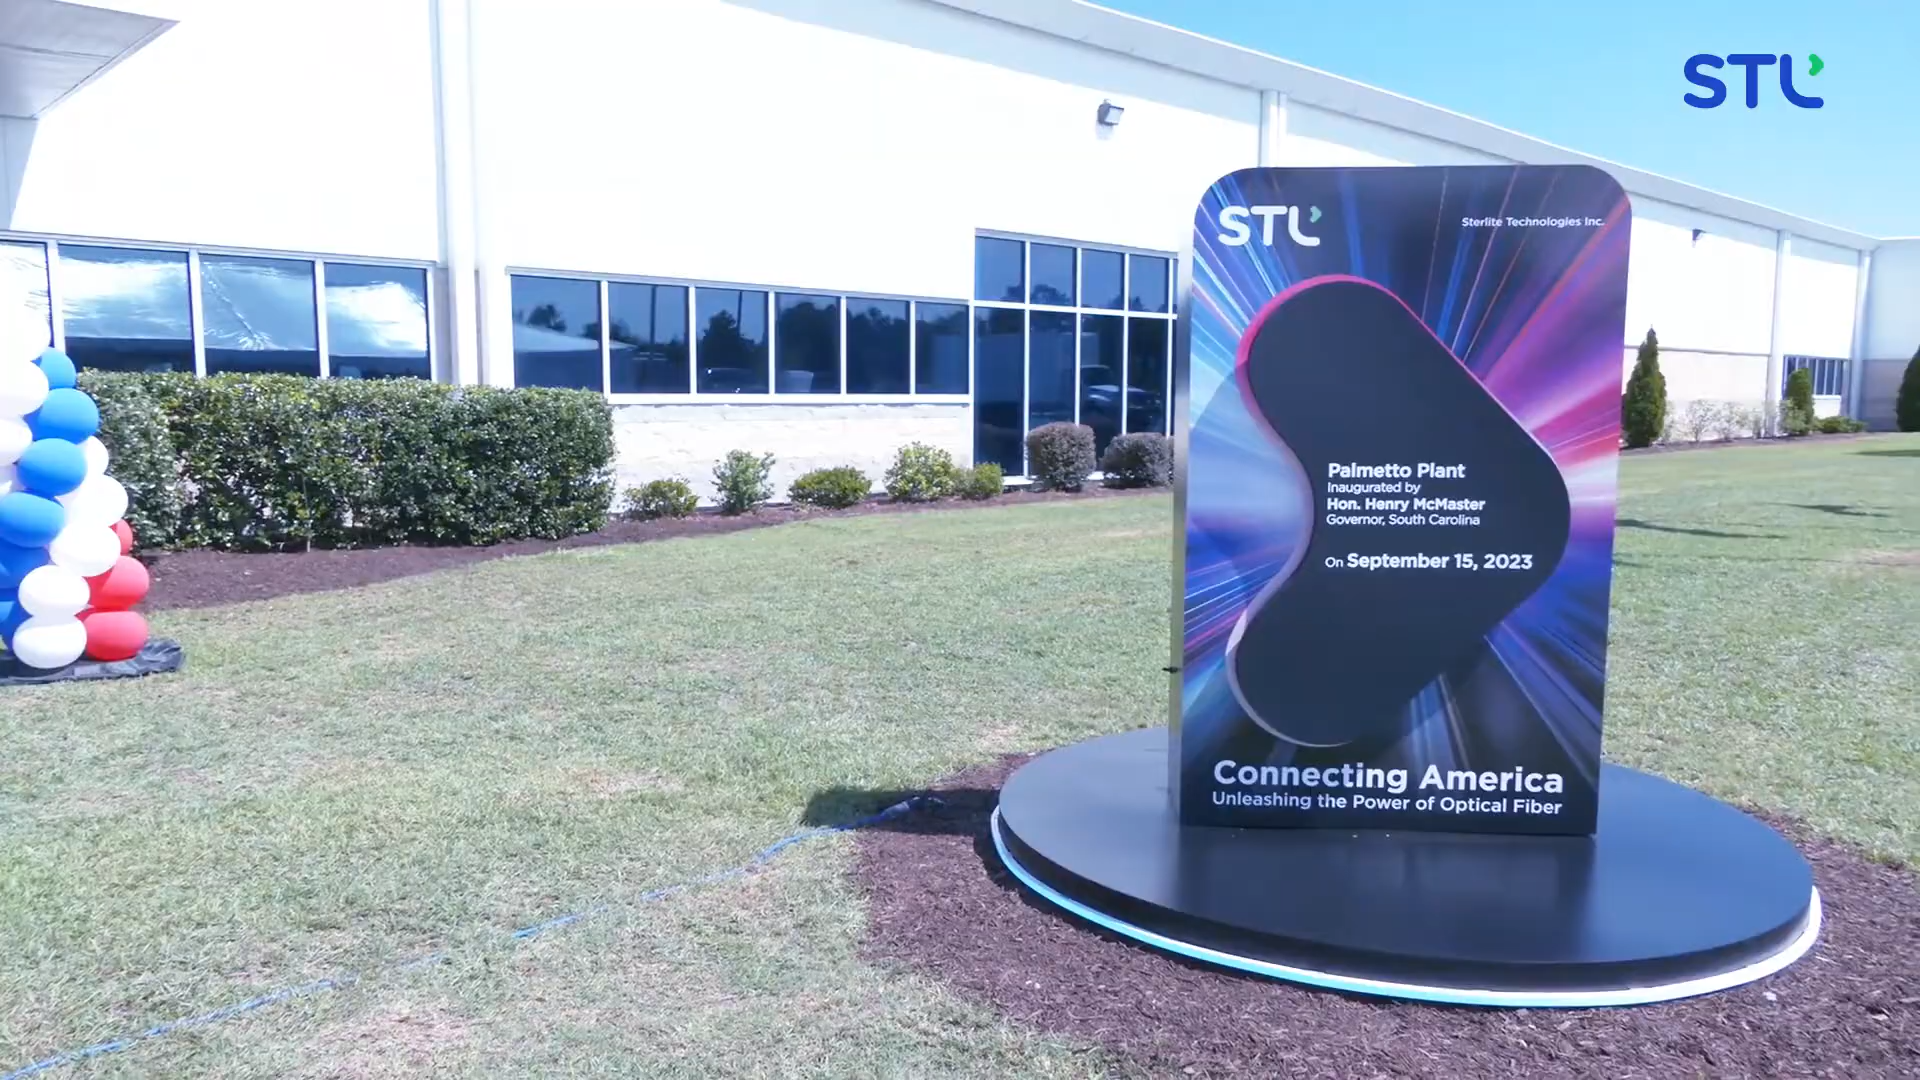 STL
STL
Sterlite Technologies Inc.
Palmetto Plant
Inaugurated by
Hon. Henry McMaster
Governor, South Carolina
On September 15, 2023
Connecting America
Unleashing the Power of Optical Fiber